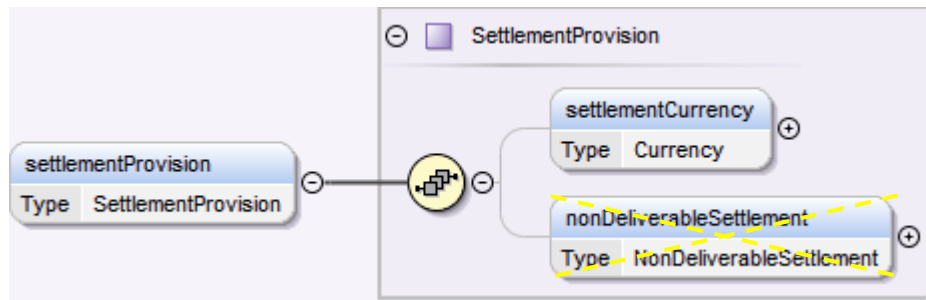 SettlementProvision
settlementCurrency
Type Currency
settlementProvision
Type SettlementProvision
nonDeliverableSettlement
Type NonDeliverableSettlement